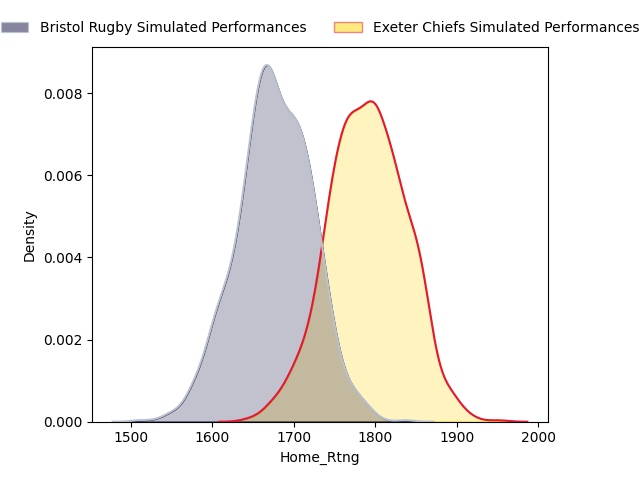 Bristol Rugby Simulated Performances Exeter Chiefs Simulated Performances
0.008
0.006
0.004
0.002
0.000
Density
1500 1600 1700 1800 1900 2000
Home_Rtng